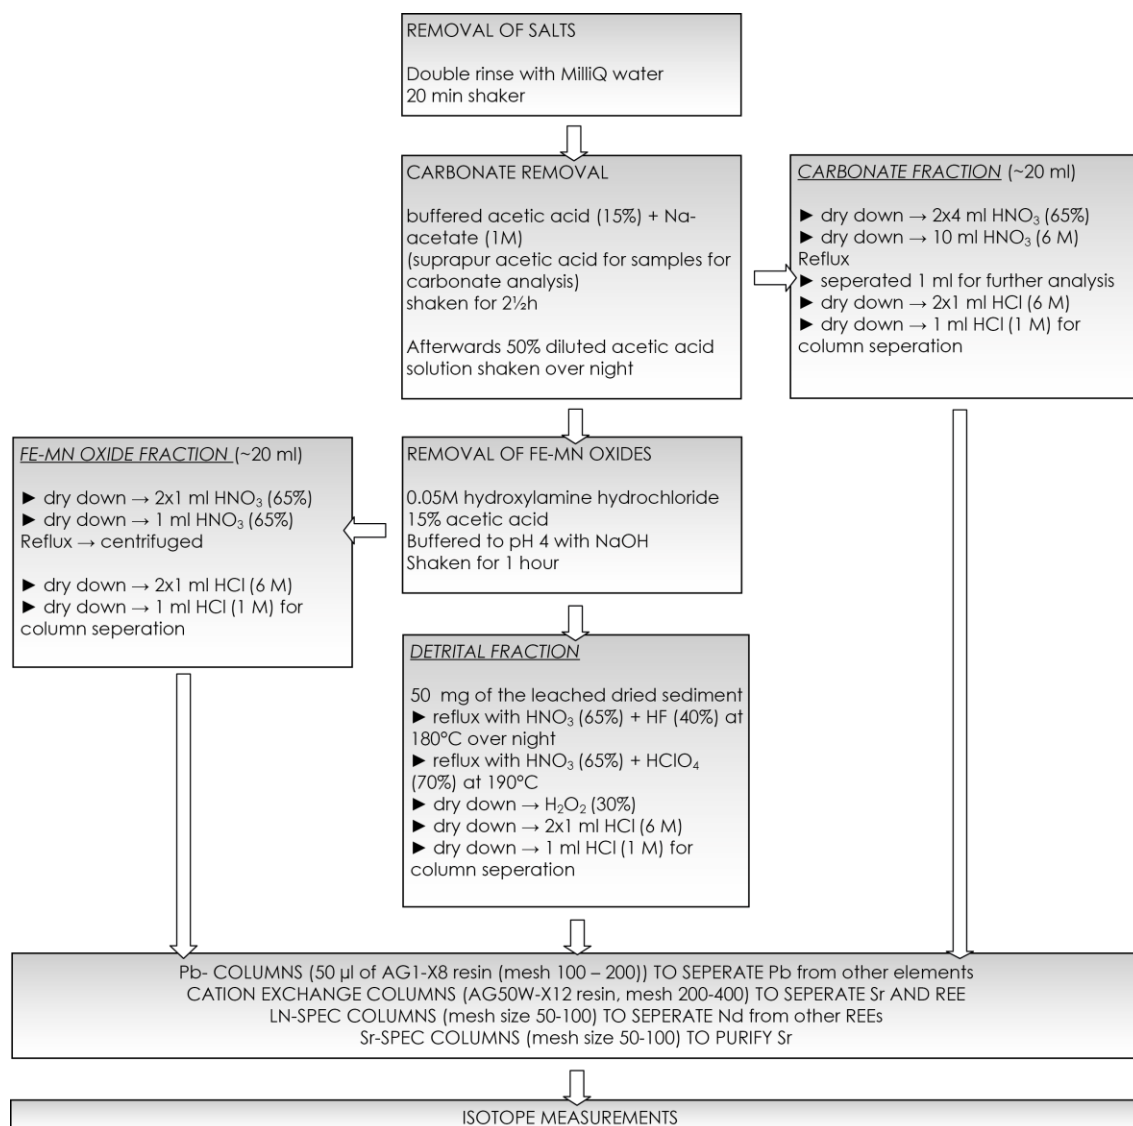 REMOVAL OF SALTS
Double rinse with MilliQ water
20 min shaker
CARBONATE REMOVAL
buffered acetic acid (15%) + Na-
acetate (1M)
(suprapur acetic acid for samples for
carbonate analysis)
shaken for 2½h
Afterwards 50% diluted acetic acid
solution shaken over night
CARBONATE FRACTION (~20 ml)
► dry down → 2x4 ml HNO₃ (65%)
► dry down → 10 ml HNO₃ (6 M)
Reflux
► seperated 1 ml for further analysis
► dry down → 2x1 ml HCl (6 M)
► dry down → 1 ml HCl (1 M) for
column seperation
FE-MN OXIDE FRACTION (~20 ml)
► dry down → 2x1 ml HNO₃ (65%)
► dry down → 1 ml HNO₃ (65%)
Reflux → centrifuged
► dry down → 2x1 ml HCl (6 M)
► dry down → 1 ml HCl (1 M) for
column seperation
REMOVAL OF FE-MN OXIDES
0.05M hydroxylamine hydrochloride
15% acetic acid
Buffered to pH 4 with NaOH
Shaken for 1 hour
DETRITAL FRACTION
50 mg of the leached dried sediment
► reflux with HNO₃ (65%) + HF (40%) at
180°C over night
► reflux with HNO₃ (65%) + HClO₄
(70%) at 190°C
► dry down → H₂O₂ (30%)
► dry down → 2x1 ml HCl (6 M)
► dry down → 1 ml HCl (1 M) for
column seperation
Pb- COLUMNS (50 µl of AG1-X8 resin (mesh 100 – 200)) TO SEPERATE Pb from other elements
CATION EXCHANGE COLUMNS (AG50W-X12 resin, mesh 200-400) TO SEPERATE Sr AND REE
LN-SPEC COLUMNS (mesh size 50-100) TO SEPERATE Nd from other REEs
Sr-SPEC COLUMNS (mesh size 50-100) TO PURIFY Sr
ISOTOPE MEASUREMENTS